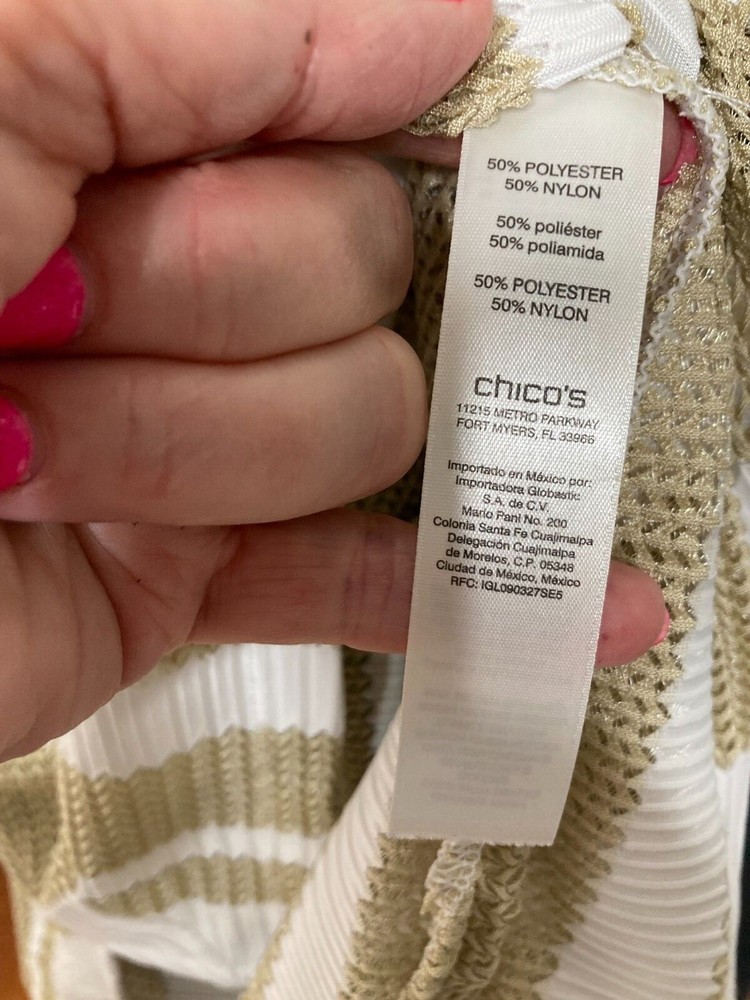 50% POLYESTER
50% NYLON
50% poliéster
50% poliamida
50% POLYESTER
50% NYLON
chico's
11215 METRO PARKWAY
FORT MYERS, FL 33966
Importado en México por:
Importadora Globastic
S.A. de C.V.
Mario Pani No. 200
Colonia Santa Fe Cuajimalpa
Delegación Cuajimalpa
de Morelos, C.P. 05348
Ciudad de México, México
RFC: IGL090327SE5